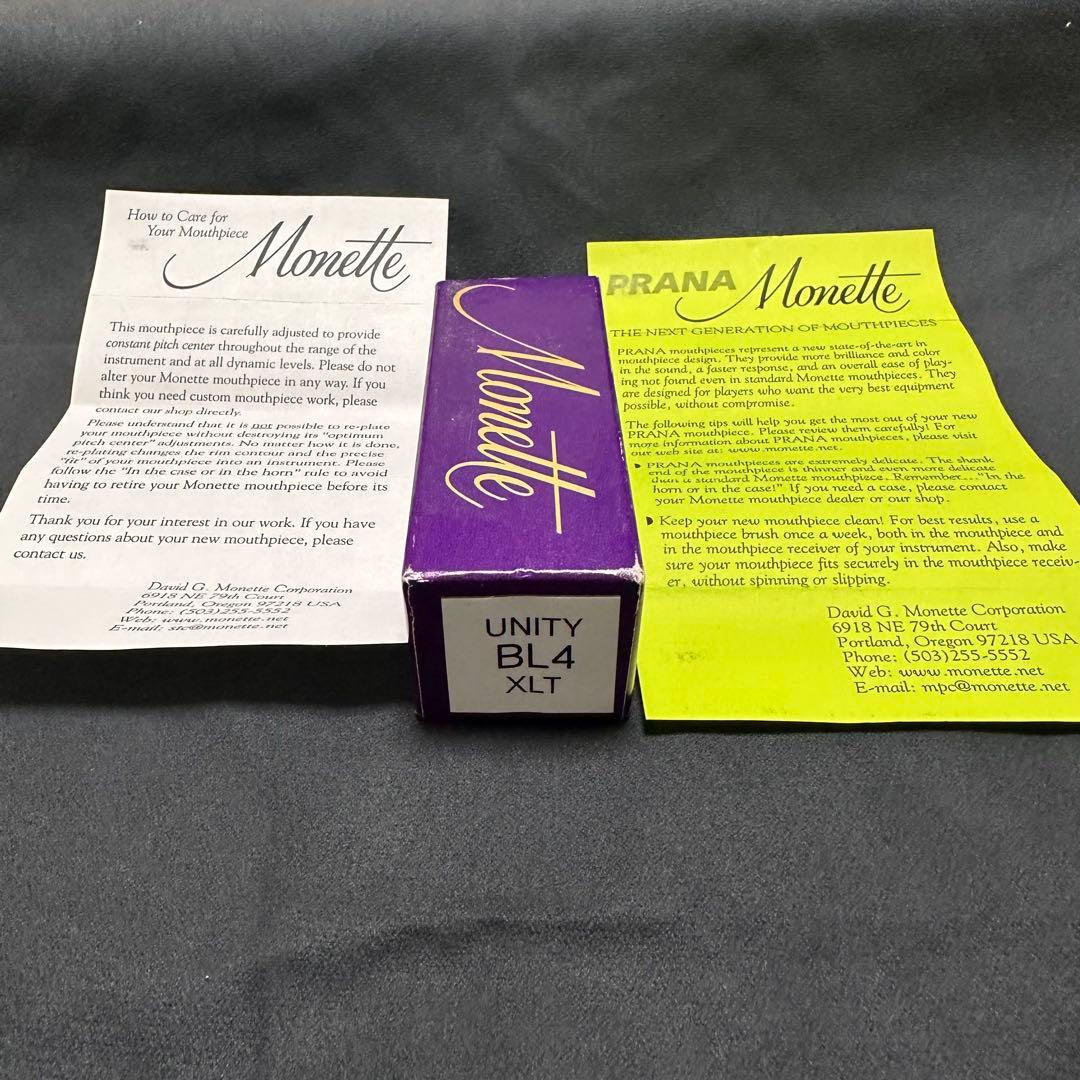 How to Care for
Your Mouthpiece
Monette
This mouthpiece is carefully adjusted to provide
constant pitch center throughout the range of the
instrument and at all dynamic levels. Please do not
alter your Monette mouthpiece in any way. If you
think you need custom mouthpiece work, please
contact our shop directly.
Please understand that it is not possible to re-plate
your mouthpiece without destroying its "optimum
pitch center" adjustments. No matter how it is done,
re-plating changes the rim contour and the precise
"fit" of your mouthpiece into an instrument. Please
follow the "In the case or in the horn" rule to avoid
having to retire your Monette mouthpiece before its
time.
Thank you for your interest in our work. If you have
any questions about your new mouthpiece, please
contact us.
David G. Monette Corporation
6918 NE 79th Court
Portland, Oregon 97218 USA
Phone: (503)255-5552
Web: www.monette.net
E-mail: stc@monette.net
Monette
UNITY
BL4
XLT
PRANA Monette
THE NEXT GENERATION OF MOUTHPIECES
PRANA mouthpieces represent a new state-of-the-art in
mouthpiece design. They provide more brilliance and color
in the sound, a faster response, and an overall ease of play-
ing not found even in standard Monette mouthpieces. They
are designed for players who want the very best equipment
possible, without compromise.
The following tips will help you get the most out of your new
PRANA mouthpiece. Please review them carefully! For
more information about PRANA mouthpieces, please visit
our web site at: www.monette.net.
PRANA mouthpieces are extremely delicate. The shank
end of the mouthpiece is thinner and even more delicate
than a standard Monette mouthpiece. Remember..."In the
horn or in the case!" If you need a case, please contact
your Monette mouthpiece dealer or our shop.
Keep your new mouthpiece clean! For best results, use a
mouthpiece brush once a week, both in the mouthpiece and
in the mouthpiece receiver of your instrument. Also, make
sure your mouthpiece fits securely in the mouthpiece receiv-
er, without spinning or slipping.
David G. Monette Corporation
6918 NE 79th Court
Portland, Oregon 97218 USA
Phone: (503)255-5552
Web: www.monette.net
E-mail: mpc@monette.net